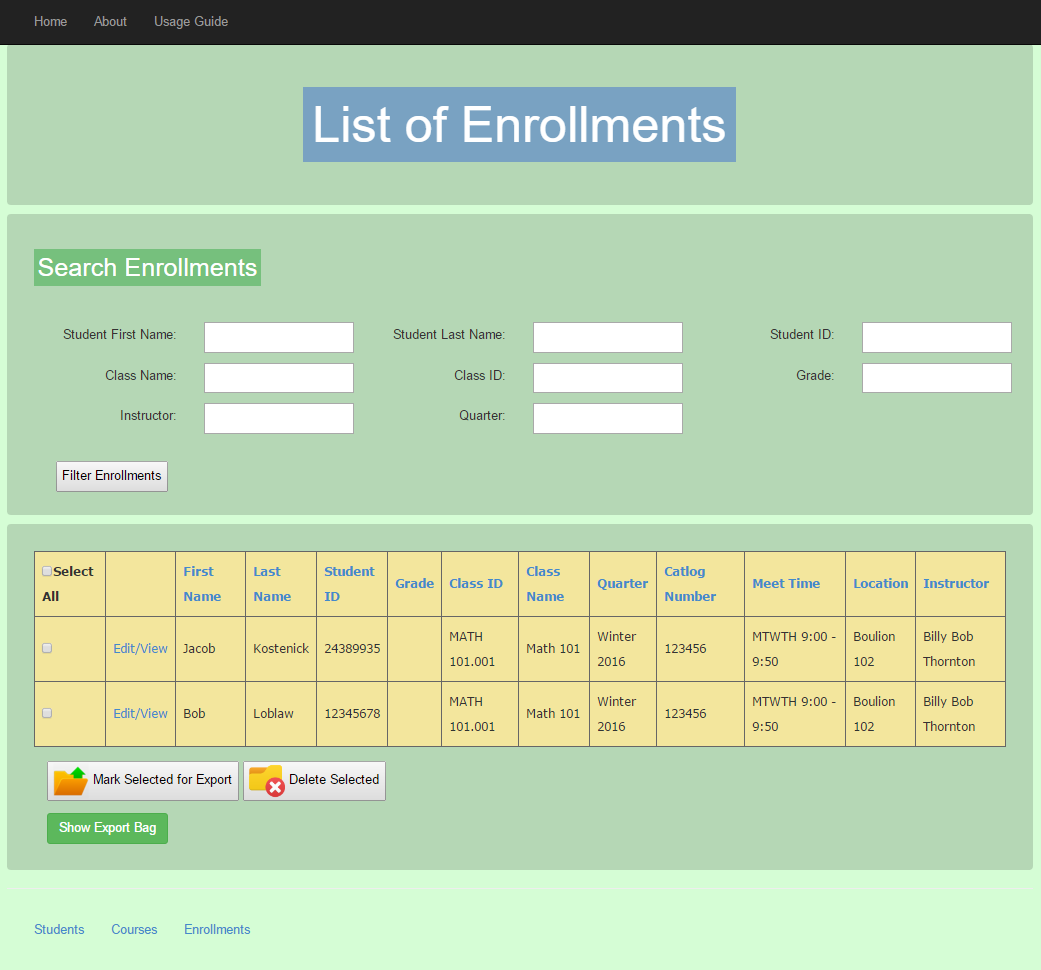 Home About Usage Guide
List of Enrollments
Search Enrollments
Student First Name: Student Last Name: Student ID:
Class Name: Class ID: Grade:
Instructor: Quarter:
Filter Enrollments
Select All First Name Last Name Student ID Grade Class ID Class Name Quarter Catlog Number Meet Time Location Instructor
Edit/View Jacob Kostenick 24389935 MATH 101.001 Math 101 Winter 2016 123456 MTWTH 9:00 - 9:50 Boulion 102 Billy Bob Thornton
Edit/View Bob Loblaw 12345678 MATH 101.001 Math 101 Winter 2016 123456 MTWTH 9:00 - 9:50 Boulion 102 Billy Bob Thornton
Mark Selected for Export Delete Selected
Show Export Bag
Students Courses Enrollments